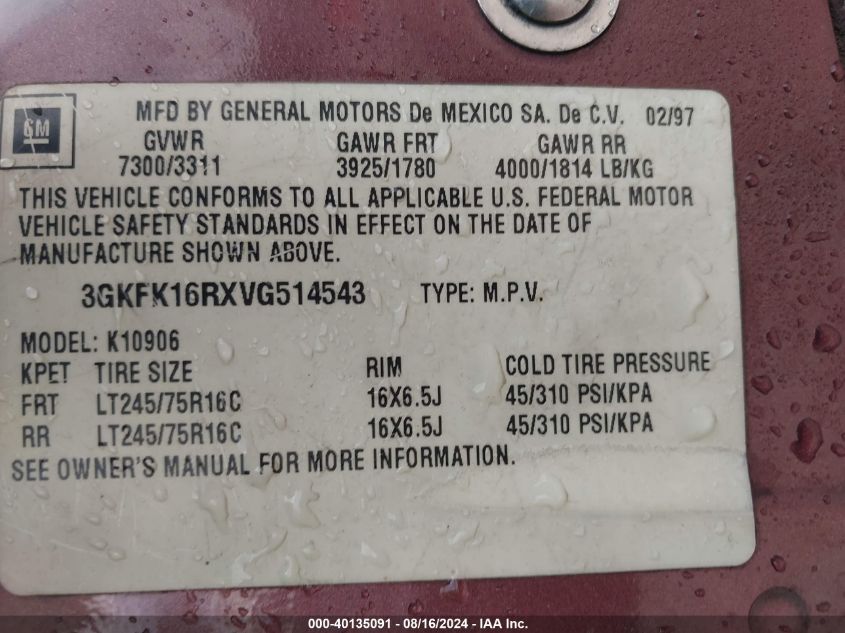 GM
MFD BY GENERAL MOTORS De MEXICO SA. De C.V. 02/97
GVWR GAWR FRT GAWR RR
7300/3311 3925/1780 4000/1814 LB/KG
THIS VEHICLE CONFORMS TO ALL APPLICABLE U.S. FEDERAL MOTOR
VEHICLE SAFETY STANDARDS IN EFFECT ON THE DATE OF
MANUFACTURE SHOWN ABOVE.
3GKFK16RXVG514543 TYPE: M.P.V.
MODEL: K10906
KPET TIRE SIZE RIM COLD TIRE PRESSURE
FRT LT245/75R16C 16X6.5J 45/310 PSI/KPA
RR LT245/75R16C 16X6.5J 45/310 PSI/KPA
SEE OWNER'S MANUAL FOR MORE INFORMATION.
000-40135091 - 08/16/2024 - IAA Inc.